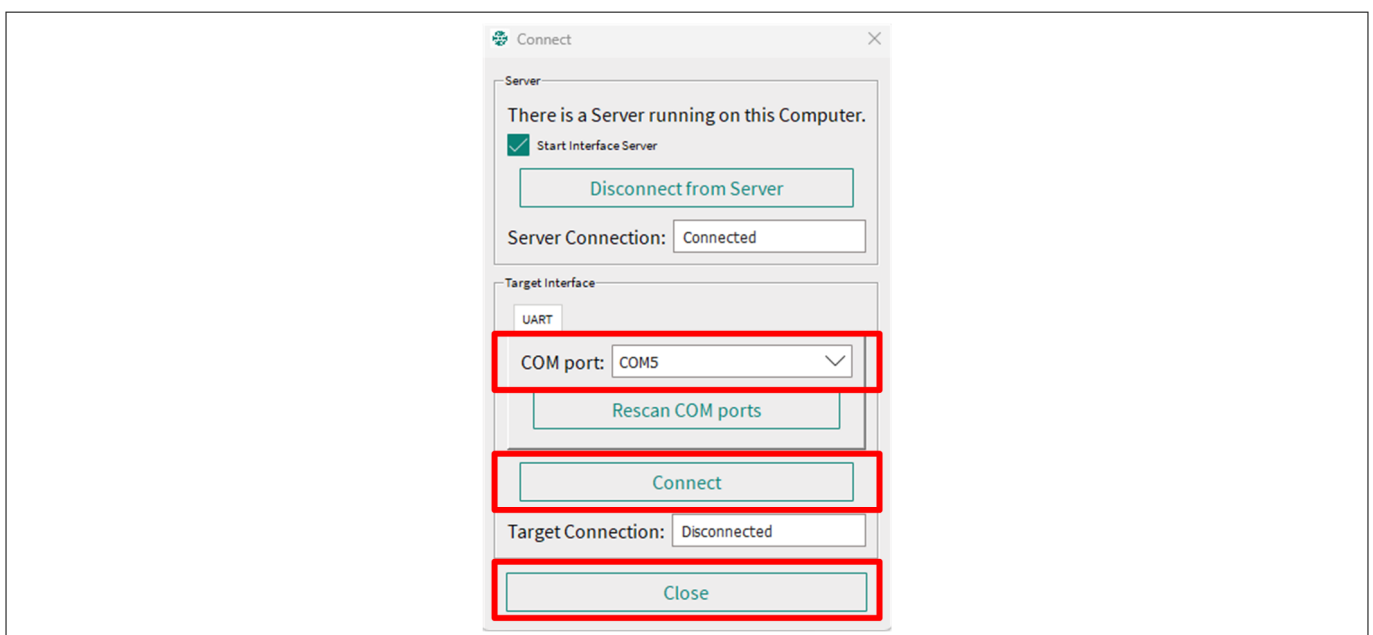 Connect
Server
There is a Server running on this Computer.
Start Interface Server
Disconnect from Server
Server Connection: Connected
Target Interface
UART
COM port: COM5
Rescan COM ports
Connect
Target Connection: Disconnected
Close